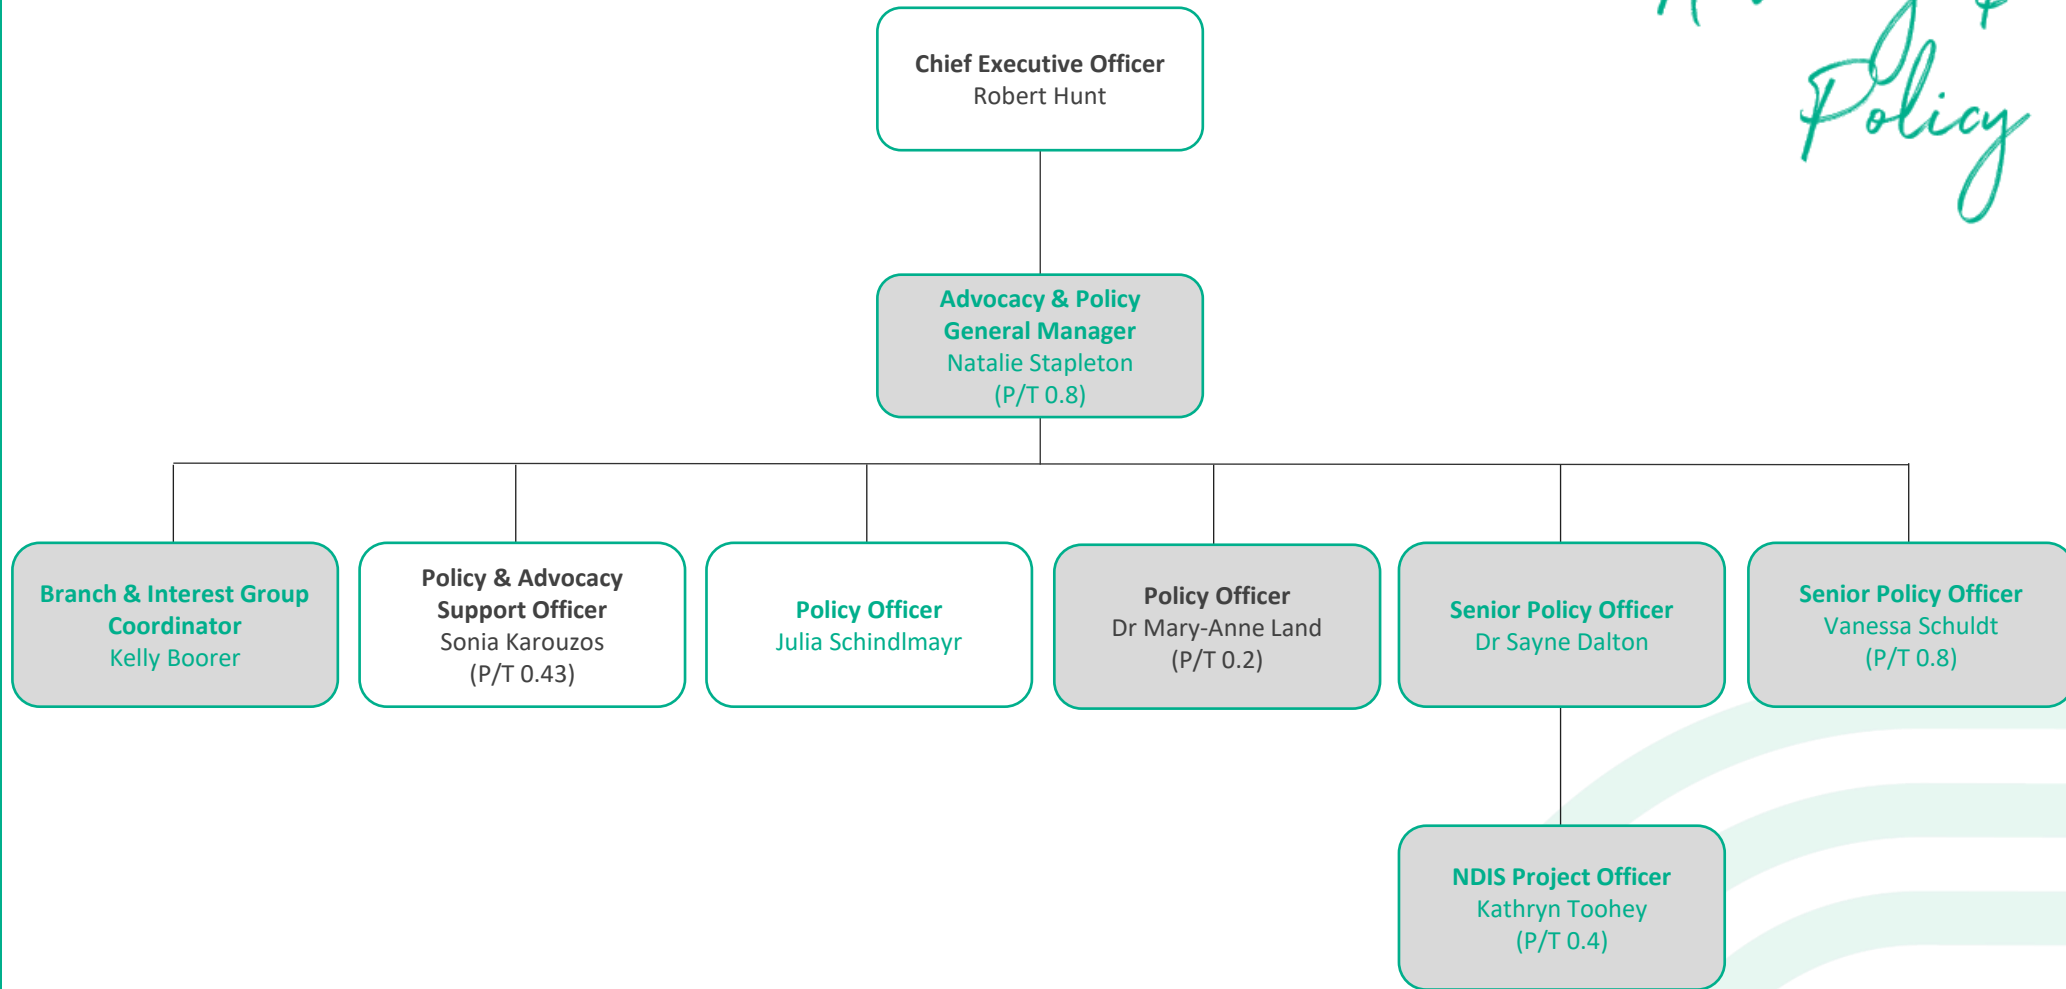 Policy
Chief Executive Officer
Robert Hunt
Advocacy & Policy
General Manager
Natalie Stapleton
(P/T 0.8)
Branch & Interest Group
Coordinator
Kelly Boorer
Policy & Advocacy
Support Officer
Sonia Karouzos
(P/T 0.43)
Policy Officer
Julia Schindlmayr
Policy Officer
Dr Mary-Anne Land
(P/T 0.2)
Senior Policy Officer
Dr Sayne Dalton
Senior Policy Officer
Vanessa Schuldt
(P/T 0.8)
NDIS Project Officer
Kathryn Toohey
(P/T 0.4)